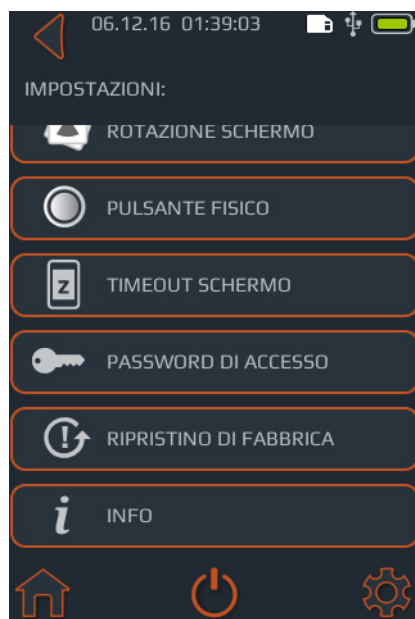 06.12.16 01:39:03
IMPOSTAZIONI:
ROTAZIONE SCHERMO
PULSANTE FISICO
TIMEOUT SCHERMO
PASSWORD DI ACCESSO
RIPRISTINO DI FABBRICA
INFO